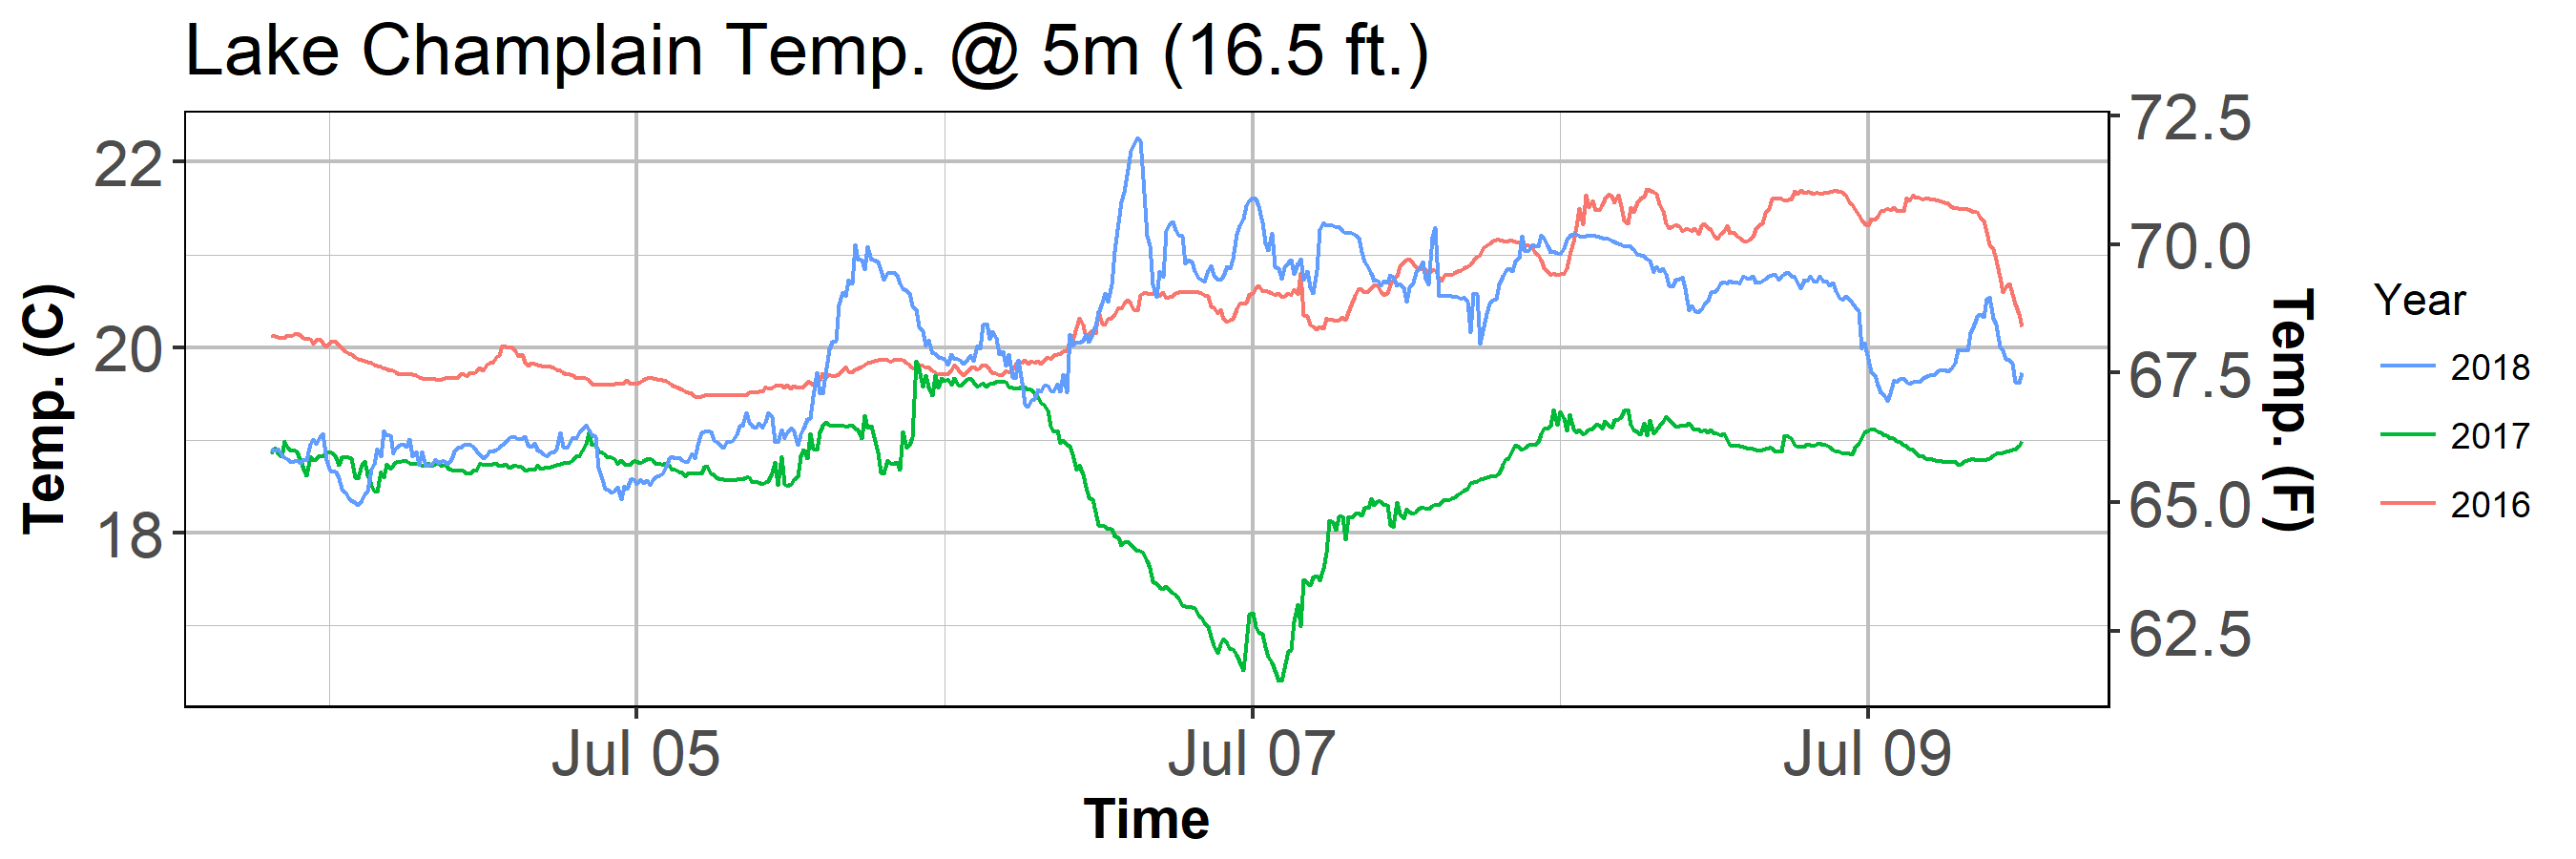 Lake Champlain Temp. @ 5m (16.5 ft.)
Temp. (C)
22
20
18
72.5
70.0
67.5
65.0
62.5
Temp. (F)
Jul 05
Jul 07
Jul 09
Time
Year
2018
2017
2016